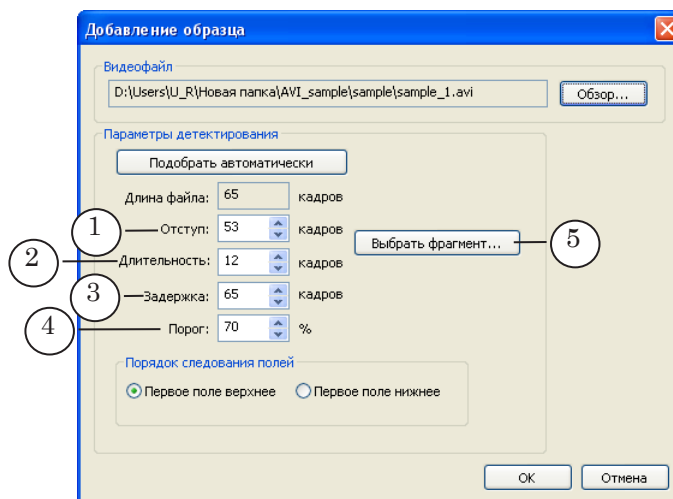 Добавление образца
Видеофайл
D:\Users\U_R\Новая папка\AVI_sample\sample\sample_1.avi Обзор...
Параметры детектирования
Подобрать автоматически
Длина файла: 65 кадров
1 Отступ: 53 кадров
Выбрать фрагмент... 5
2 Длительность: 12 кадров
3 Задержка: 65 кадров
4 Порог: 70 %
Порядок следования полей
Первое поле верхнее Первое поле нижнее
OK Отмена